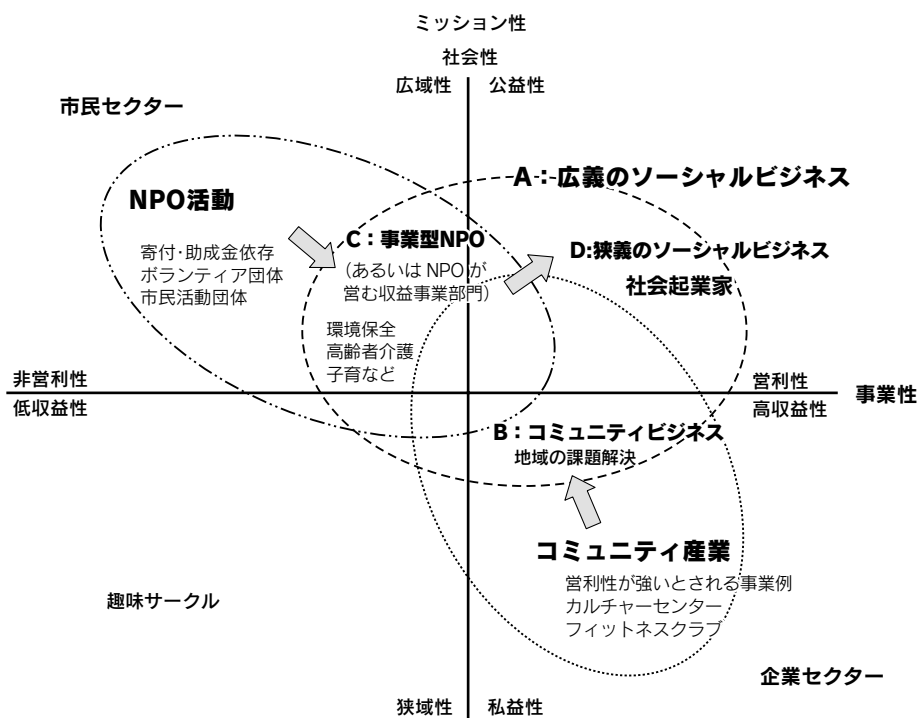 ミッション性
社会性
広域性 公益性
市民セクター
A:広義のソーシャルビジネス
NPO活動
C:事業型NPO
D:狭義のソーシャルビジネス
寄付・助成金依存
ボランティア団体
市民活動団体
(あるいは NPO が
営む収益事業部門)
社会起業家
環境保全
高齢者介護
子育など
非営利性
低収益性
営利性
高収益性
事業性
B:コミュニティビジネス
地域の課題解決
コミュニティ産業
営利性が強いとされる事業例
カルチャーセンター
フィットネスクラブ
趣味サークル
企業セクター
狭域性 私益性